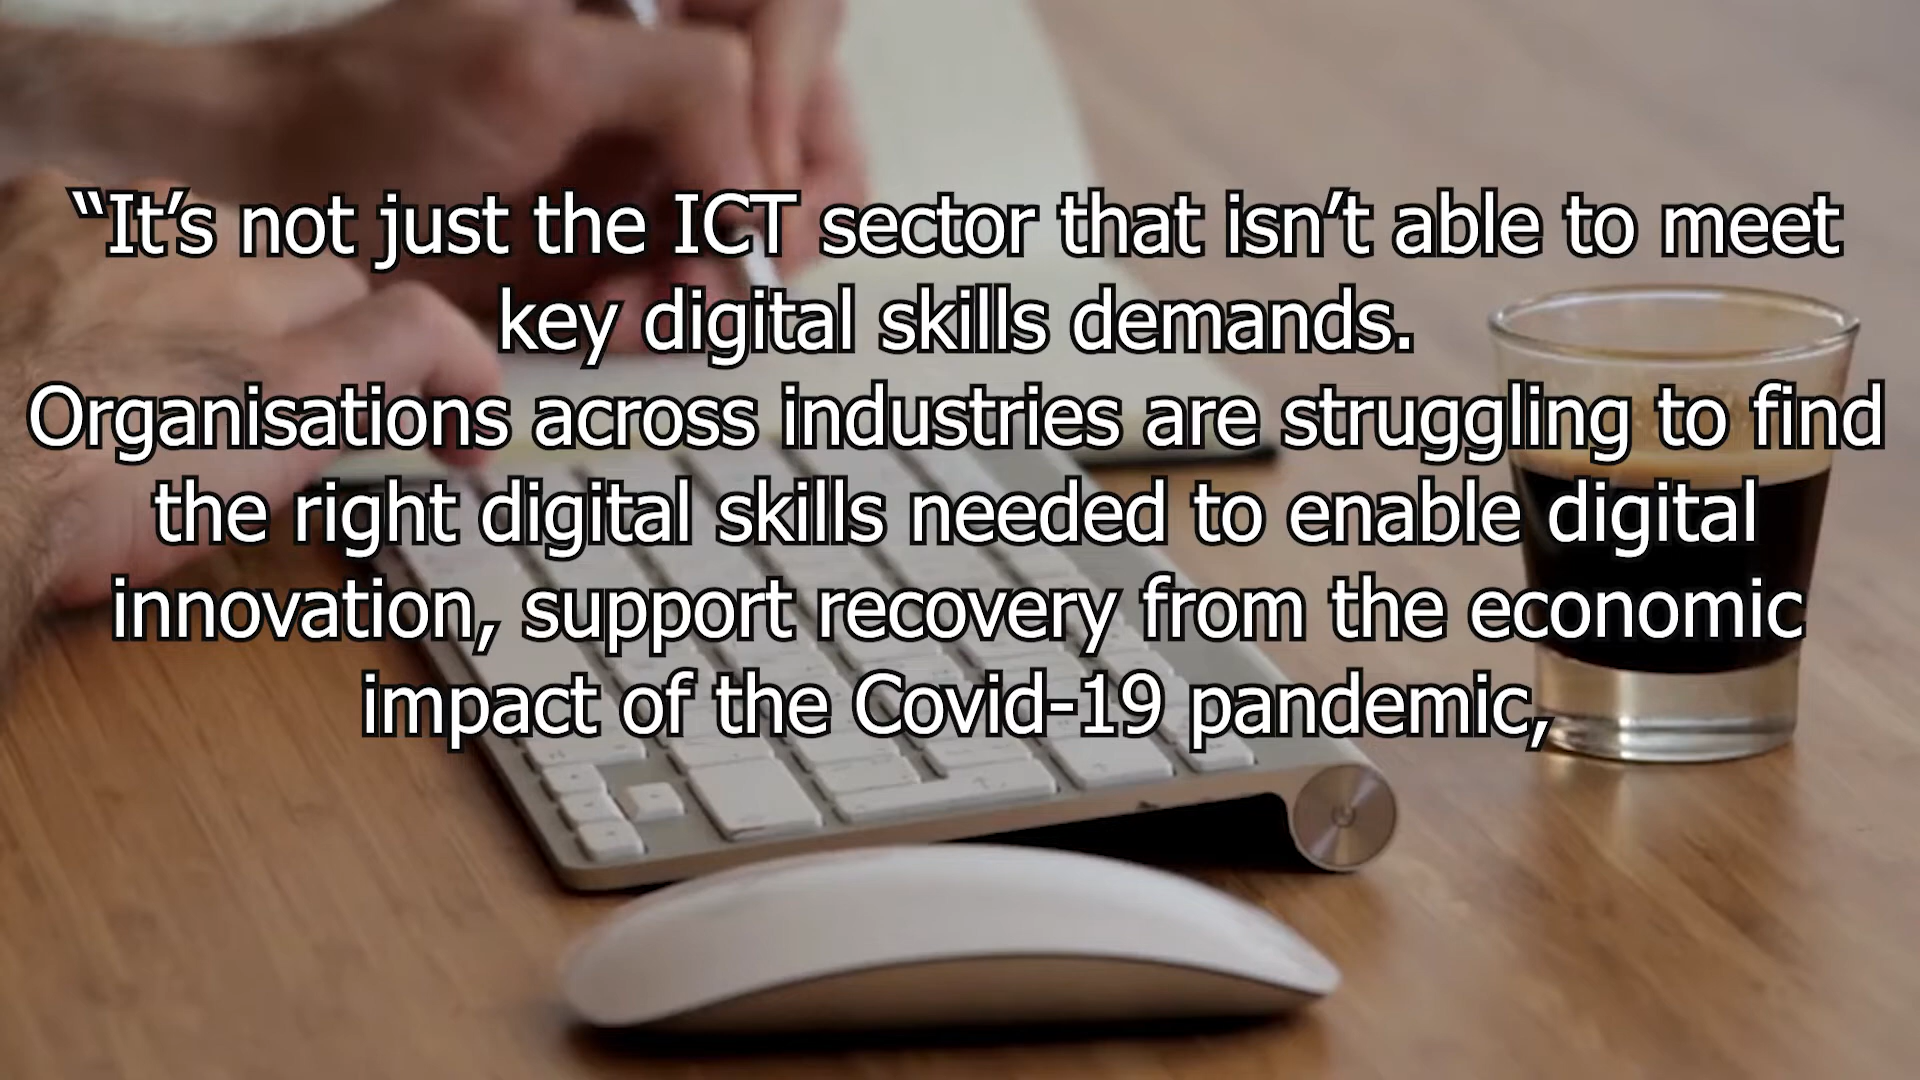 “It’s not just the ICT sector that isn’t able to meet
key digital skills demands.
Organisations across industries are struggling to find
the right digital skills needed to enable digital
innovation, support recovery from the economic
impact of the Covid-19 pandemic,